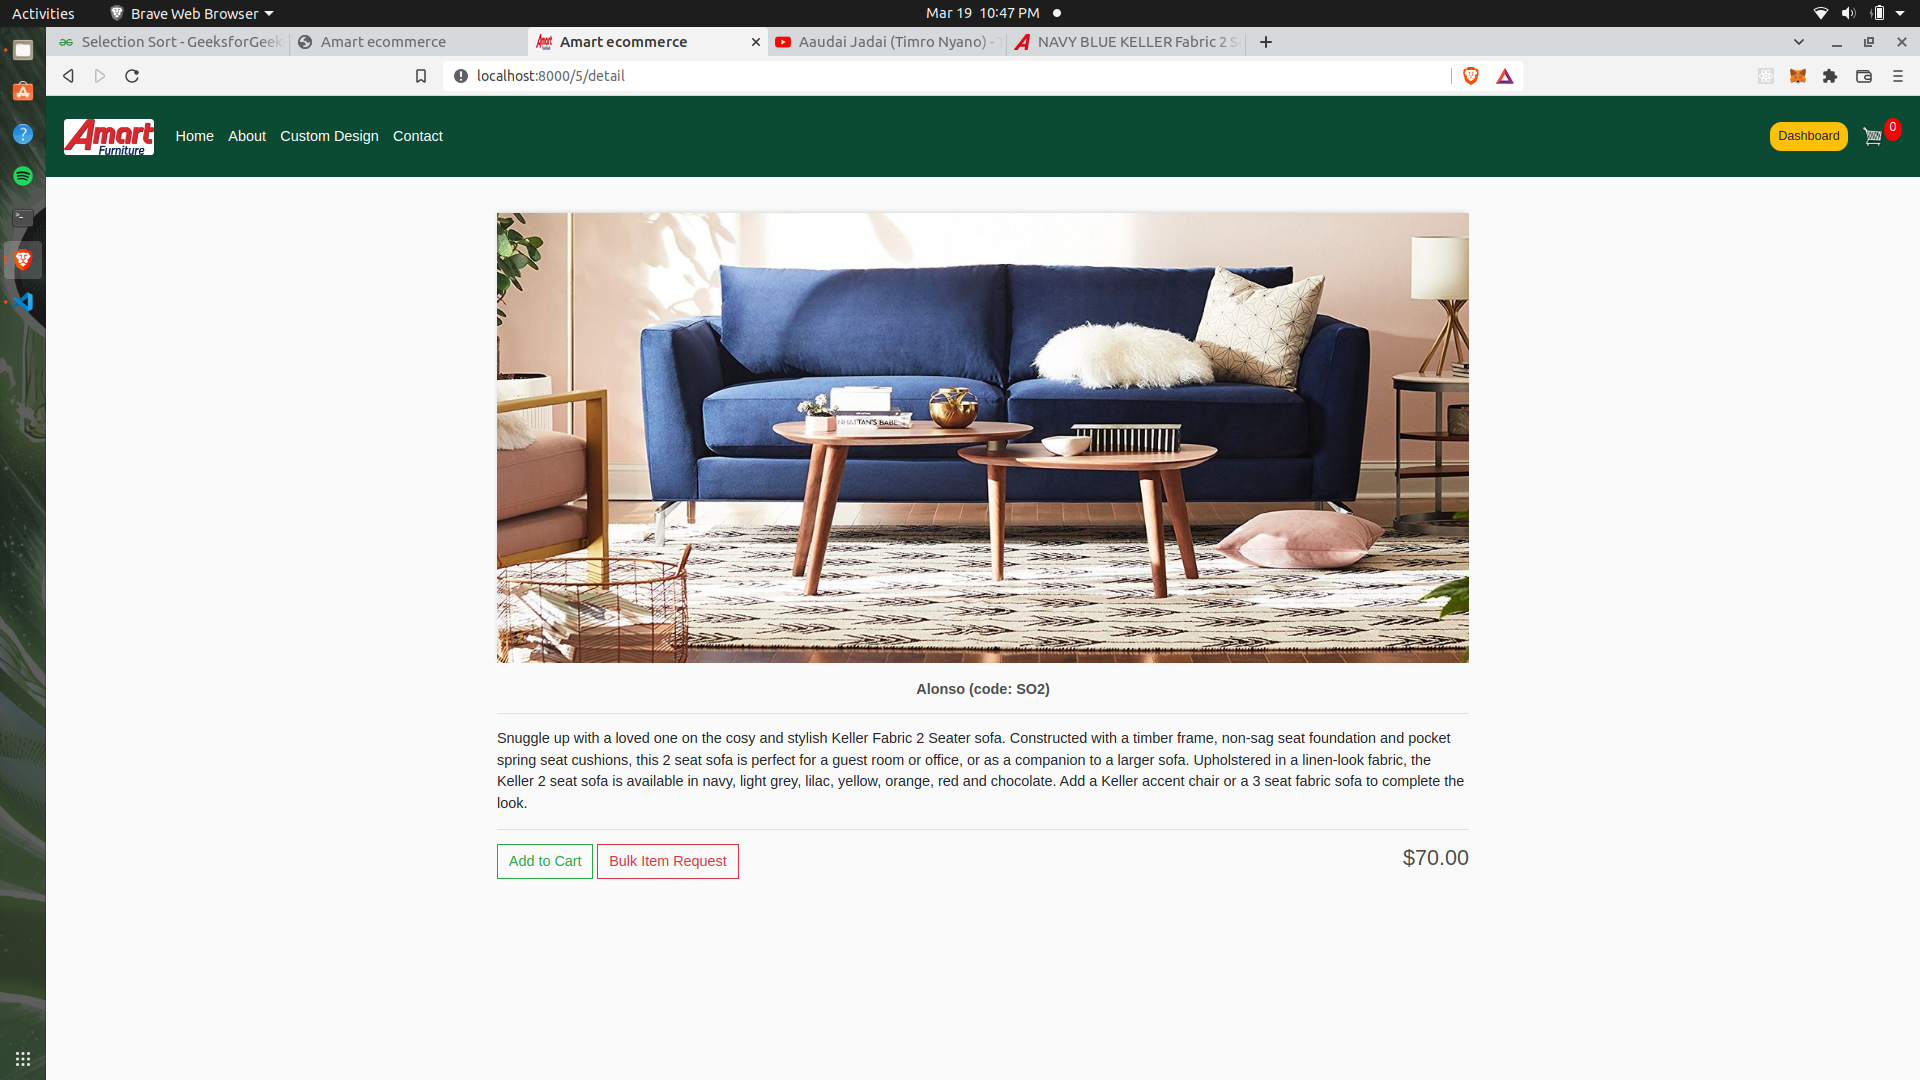 Activities
Brave Web Browser
Mar 19 10:47 PM
Selection Sort - GeeksforGeek
Amart ecommerce
Amart ecommerce
Aaudai Jadai (Timro Nyano) -
NAVY BLUE KELLER Fabric 2 S
localhost:8000/5/detail
Amart
Furniture
Home
About
Custom Design
Contact
Dashboard
0
Alonso (code: SO2)
Snuggle up with a loved one on the cosy and stylish Keller Fabric 2 Seater sofa. Constructed with a timber frame, non-sag seat foundation and pocket
spring seat cushions, this 2 seat sofa is perfect for a guest room or office, or as a companion to a larger sofa. Upholstered in a linen-look fabric, the
Keller 2 seat sofa is available in navy, light grey, lilac, yellow, orange, red and chocolate. Add a Keller accent chair or a 3 seat fabric sofa to complete the
look.
Add to Cart
Bulk Item Request
$70.00